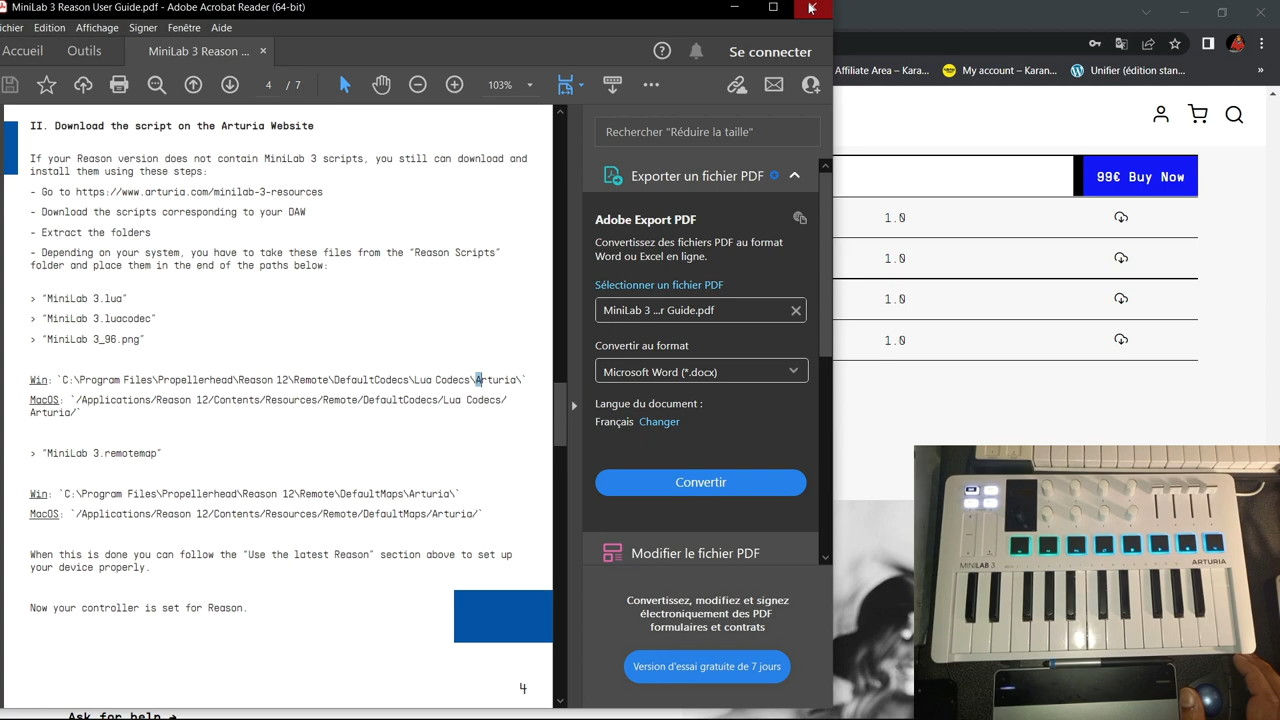 MiniLab 3 Reason User Guide.pdf - Adobe Acrobat Reader (64-bit)
ichier Edition Affichage Signer Fenêtre Aide
Accueil Outils MiniLab 3 Reason ... × Se connecter
4 / 7 103%
Affiliate Area – Kara... My account – Karan... Unifier (édition stan... »
II. Download the script on the Arturia Website
If your Reason version does not contain MiniLab 3 scripts, you still can download and
install them using these steps:
- Go to https://www.arturia.com/minilab-3-resources
- Download the scripts corresponding to your DAW
- Extract the folders
- Depending on your system, you have to take these files from the "Reason Scripts"
folder and place them in the end of the paths below:
> "MiniLab 3.lua"
> "MiniLab 3.luacodec"
> "MiniLab 3_96.png"
Win: `C:\Program Files\Propellerhead\Reason 12\Remote\DefaultCodecs\Lua Codecs\Arturia\`
MacOS: `/Applications/Reason 12/Contents/Resources/Remote/DefaultCodecs/Lua Codecs/
Arturia/`
> "MiniLab 3.remotemap"
Win: `C:\Program Files\Propellerhead\Reason 12\Remote\DefaultMaps\Arturia\`
MacOS: `/Applications/Reason 12/Contents/Resources/Remote/DefaultMaps/Arturia/`
When this is done you can follow the "Use the latest Reason" section above to set up
your device properly.
Now your controller is set for Reason.
4
Ask for help →
Rechercher "Réduire la taille"
Exporter un fichier PDF
Adobe Export PDF
Convertissez des fichiers PDF au format
Word ou Excel en ligne.
Sélectionner un fichier PDF
MiniLab 3 ...r Guide.pdf
Convertir au format
Microsoft Word (*.docx)
Langue du document :
Français Changer
Convertir
Modifier le fichier PDF
Convertissez, modifiez et signez
électroniquement des PDF
formulaires et contrats
Version d'essai gratuite de 7 jours
99€ Buy Now
1.0
1.0
1.0
1.0
MINILAB 3
ARTURIA